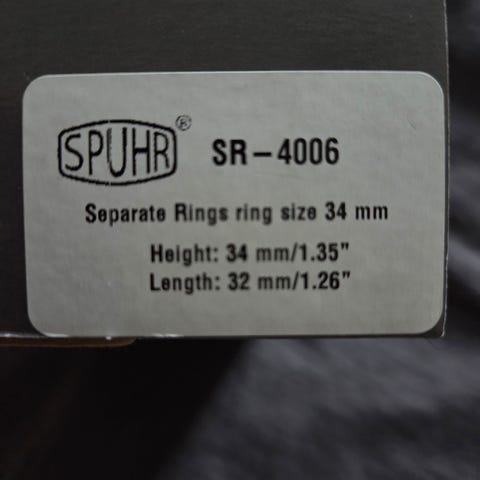 SPUHR® SR-4006
Separate Rings ring size 34 mm
Height: 34 mm/1.35"
Length: 32 mm/1.26"